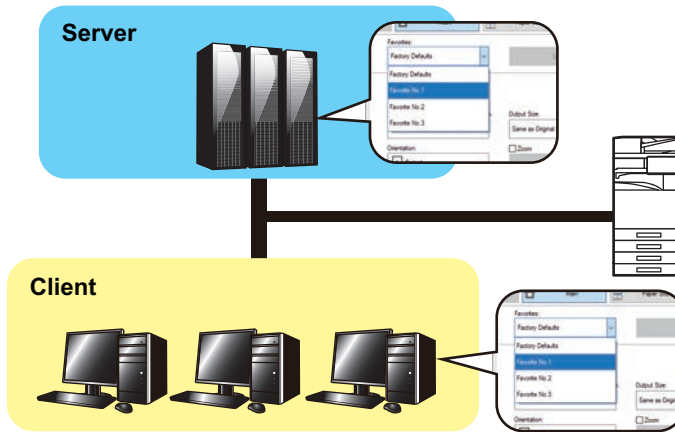 Server
Favorites:
Factory Defaults
Factory Defaults
Favorite No.1
Favorite No.2
Favorite No.3
Output Size:
Same as Original
Orientation:
Zoom
Client
Main
Favorites:
Factory Defaults
Factory Defaults
Favorite No.1
Favorite No.2
Favorite No.3
Output Size:
Same as Origi
Orientation:
Zoom